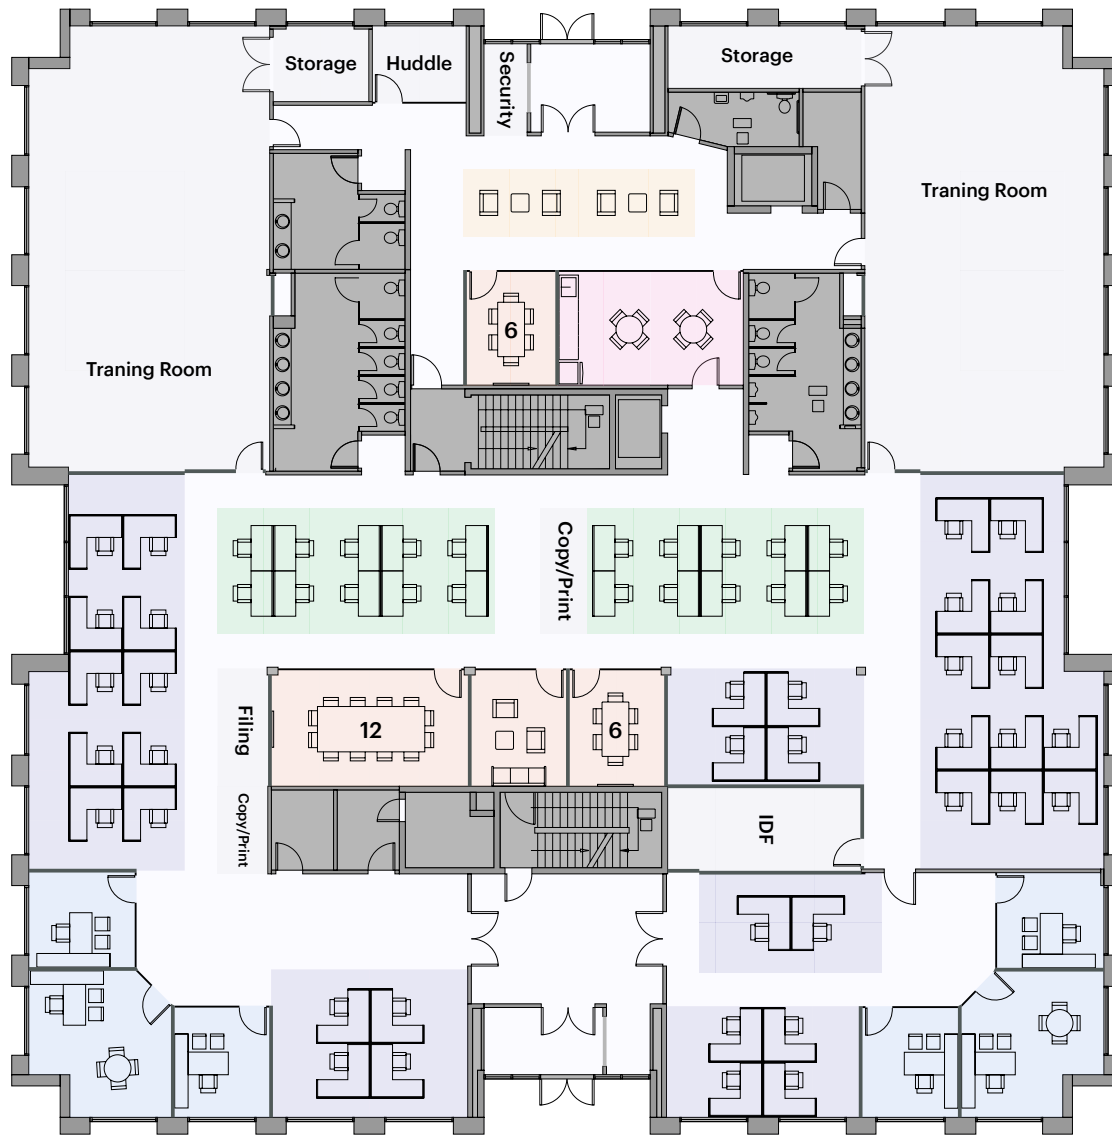 Storage
Huddle
Security
Storage
Traning Room
Traning Room
6
Copy/Print
Filing
12
6
Copy/Print
IDF